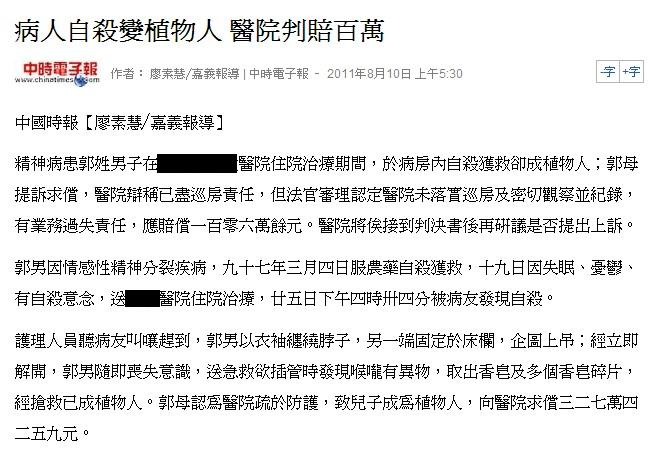 病人自殺變植物人 醫院判賠百萬
中時電子報
www.chinatimes.com
作者： 廖素慧/嘉義報導 | 中時電子報 - 2011年8月10日 上午5:30
-字 +字
中國時報【廖素慧/嘉義報導】
精神病患郭姓男子在醫院住院治療期間，於病房內自殺獲救卻成植物人；郭母
提訴求償，醫院辯稱已盡巡房責任，但法官審理認定醫院未落實巡房及密切觀察並紀錄，
有業務過失責任，應賠償一百零六萬餘元。醫院將俟接到判決書後再研議是否提出上訴。
郭男因情感性精神分裂疾病，九十七年三月四日服農藥自殺獲救，十九日因失眠、憂鬱、
有自殺意念，送醫院住院治療，廿五日下午四時卅四分被病友發現自殺。
護理人員聽病友叫嚷趕到，郭男以衣袖纏繞脖子，另一端固定於床欄，企圖上吊；經立即
解開，郭男隨即喪失意識，送急救欲插管時發現喉嚨有異物，取出香皂及多個香皂碎片，
經搶救已成植物人。郭母認為醫院疏於防護，致兒子成為植物人，向醫院求償三二七萬四
二五九元。